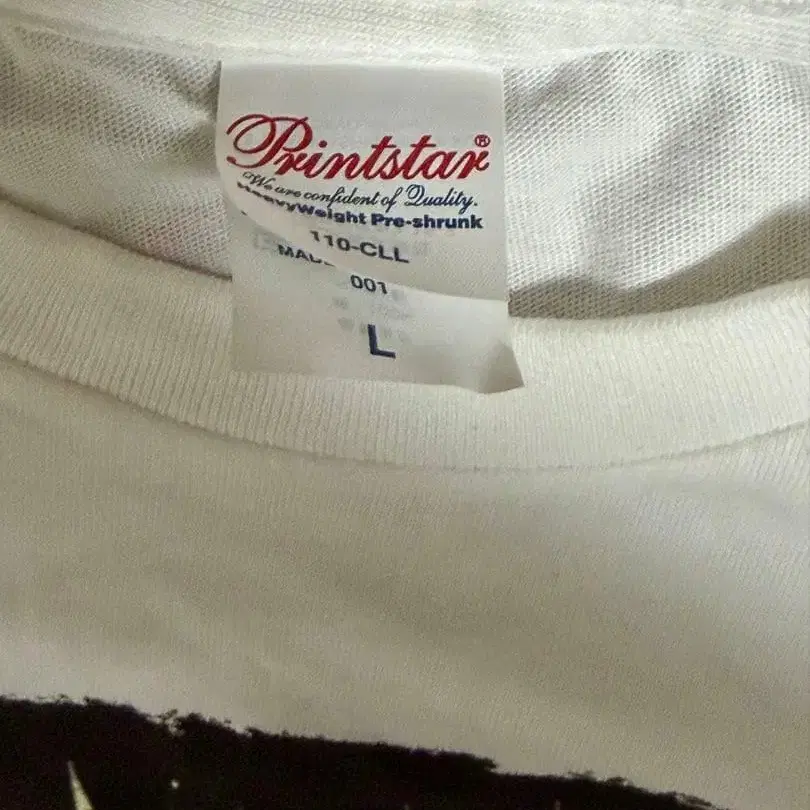 Printstar®
We are confident of Quality.
HeavyWeight Pre-shrunk
110-CLL
001
L